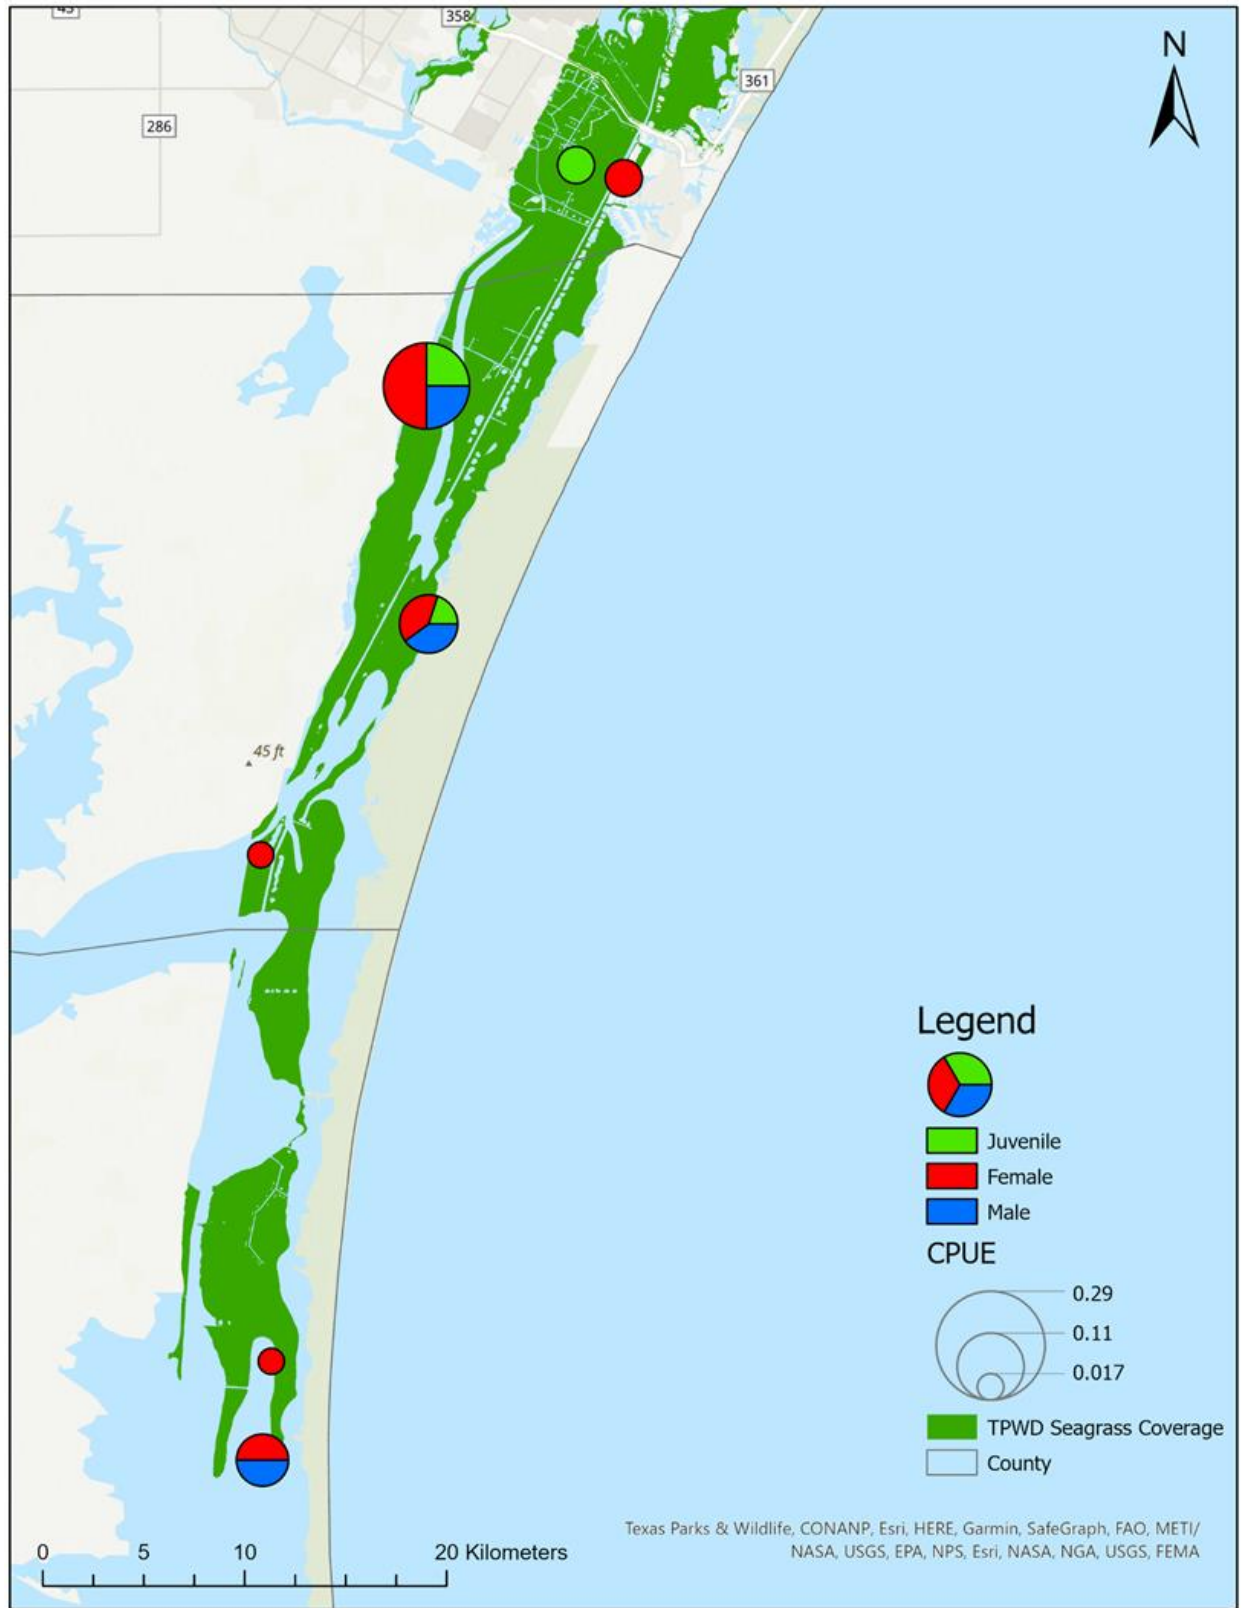 43
358
N
361
286
45 ft
Legend
Juvenile
Female
Male
CPUE
0.29
0.11
0.017
TPWD Seagrass Coverage
County
Texas Parks & Wildlife, CONANP, Esri, HERE, Garmin, SafeGraph, FAO, METI/
NASA, USGS, EPA, NPS, Esri, NASA, NGA, USGS, FEMA
0 5 10 20 Kilometers